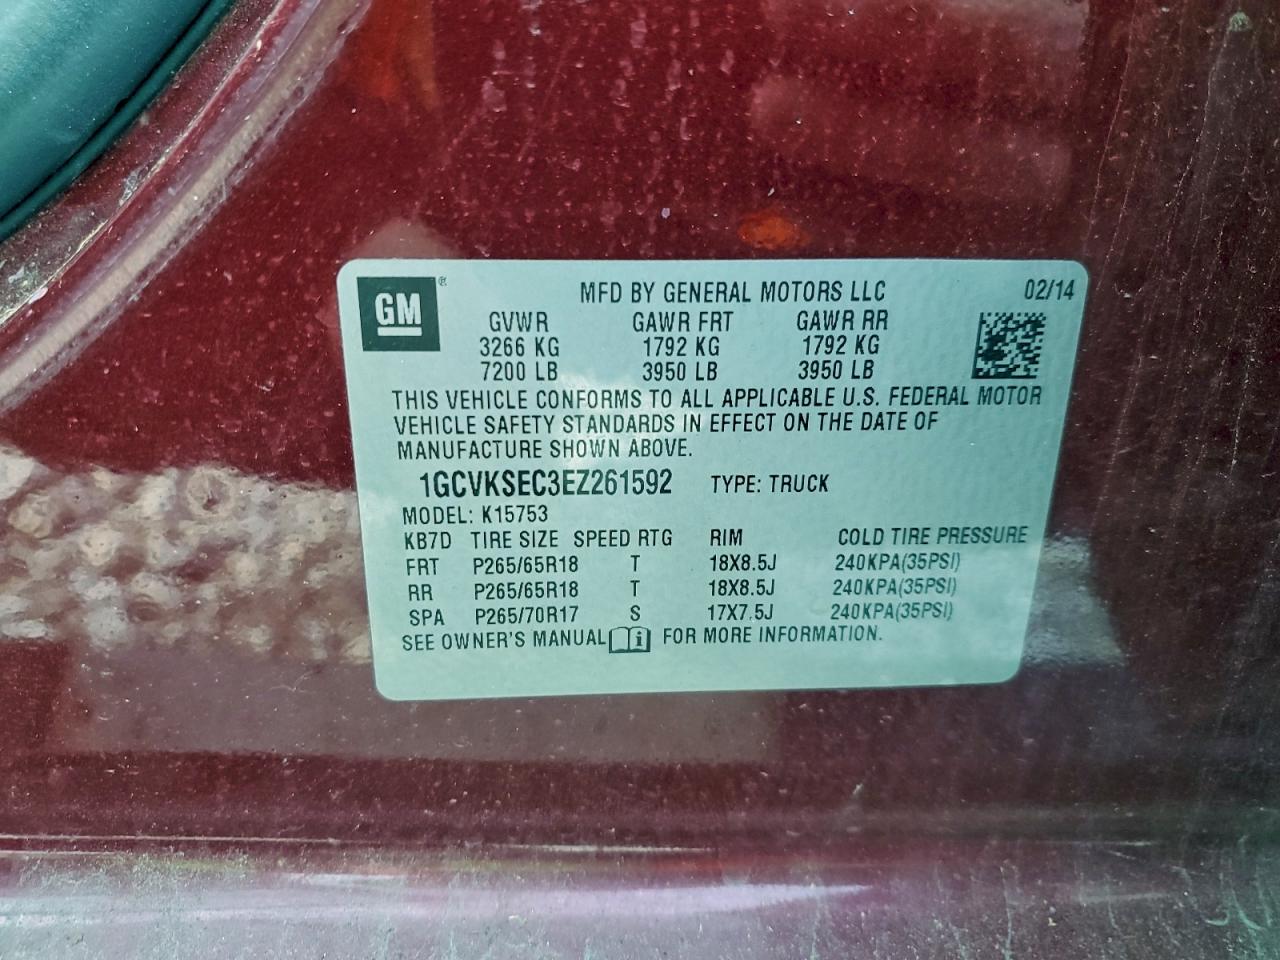 GM®
MFD BY GENERAL MOTORS LLC 02/14
GVWR GAWR FRT GAWR RR
3266 KG 1792 KG 1792 KG
7200 LB 3950 LB 3950 LB
THIS VEHICLE CONFORMS TO ALL APPLICABLE U.S. FEDERAL MOTOR
VEHICLE SAFETY STANDARDS IN EFFECT ON THE DATE OF
MANUFACTURE SHOWN ABOVE.
1GCVKSEC3EZ261592 TYPE: TRUCK
MODEL: K15753
KB7D TIRE SIZE SPEED RTG RIM COLD TIRE PRESSURE
FRT P265/65R18 T 18X8.5J 240KPA(35PSI)
RR P265/65R18 T 18X8.5J 240KPA(35PSI)
SPA P265/70R17 S 17X7.5J 240KPA(35PSI)
SEE OWNER'S MANUAL i FOR MORE INFORMATION.